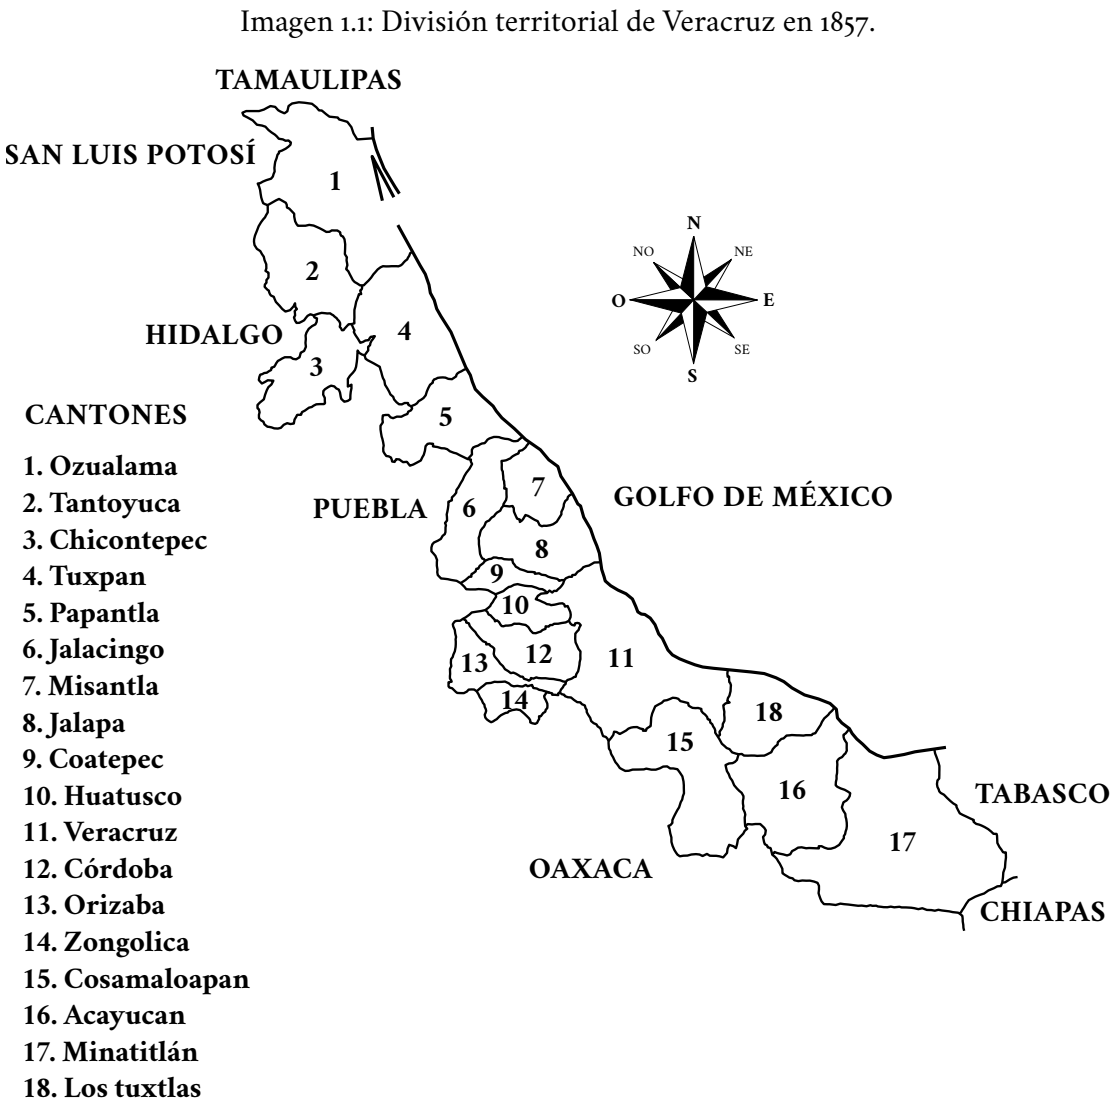 Imagen 1.1: División territorial de Veracruz en 1857.
TAMAULIPAS
SAN LUIS POTOSÍ
1
N
NO
NE
2
O
E
HIDALGO
4
SO
SE
3
S
CANTONES
5
1. Ozualama
2. Tantoyuca
3. Chicontepec
4. Tuxpan
5. Papantla
6. Jalacingo
7. Misantla
8. Jalapa
9. Coatepec
10. Huatusco
11. Veracruz
12. Córdoba
13. Orizaba
14. Zongolica
15. Cosamaloapan
16. Acayucan
17. Minatitlán
18. Los tuxtlas
7
GOLFO DE MÉXICO
PUEBLA
6
8
9
10
12
11
13
14
18
15
16
TABASCO
17
OAXACA
CHIAPAS